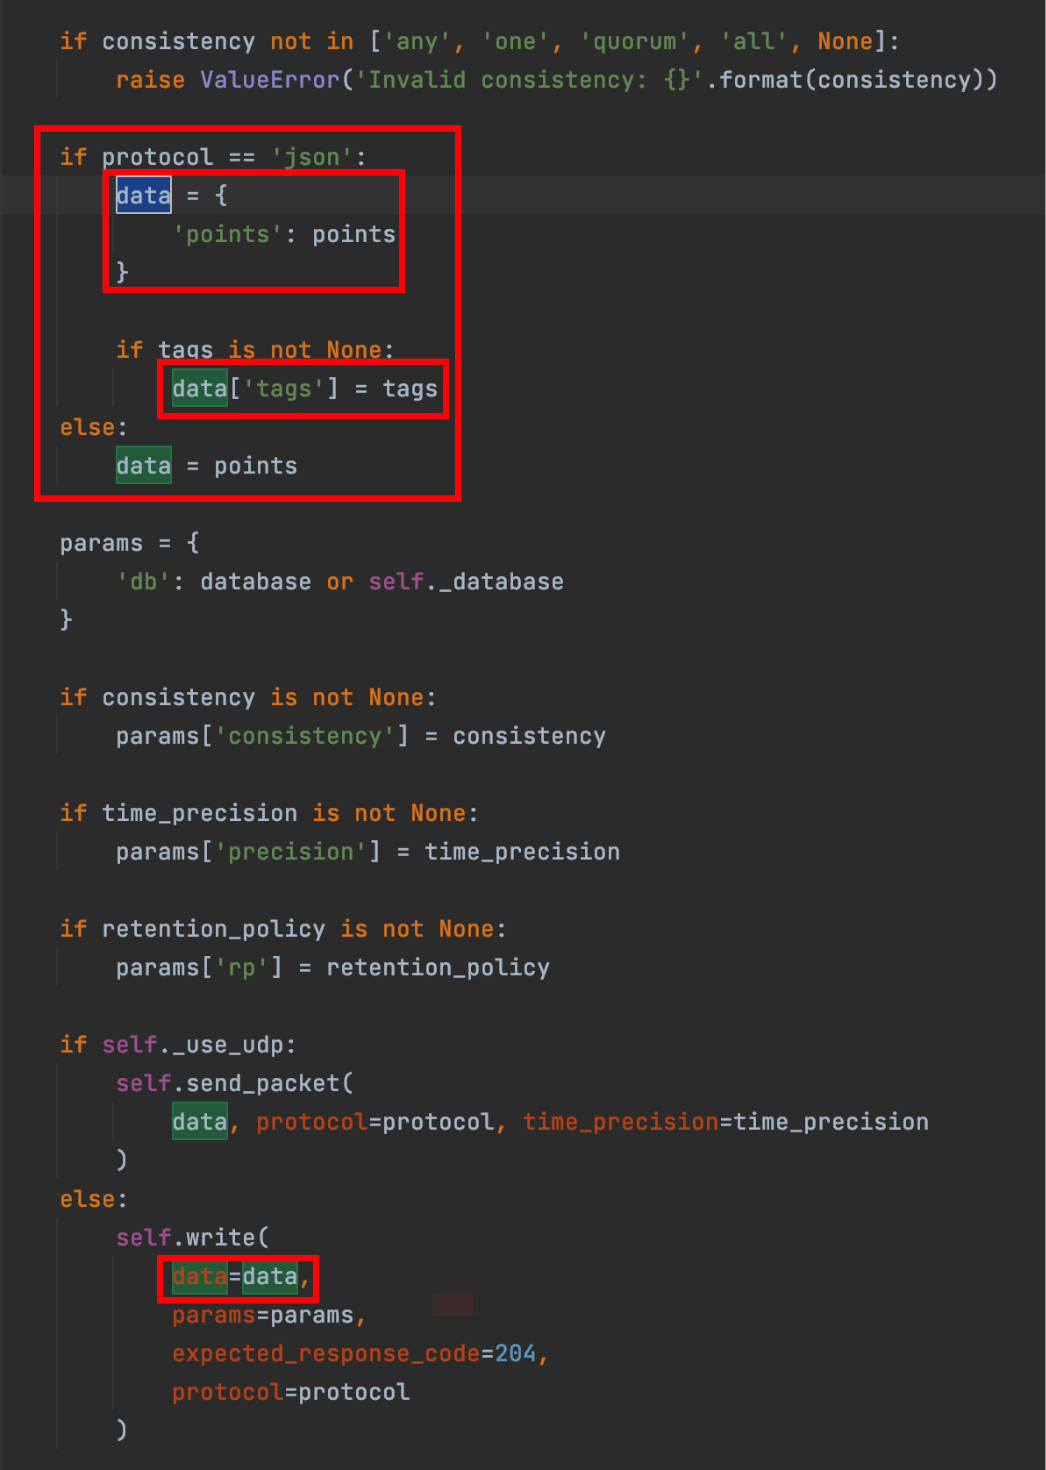 if consistency not in ['any', 'one', 'quorum', 'all', None]:
raise ValueError('Invalid consistency: {}'.format(consistency))
if protocol == 'json':
data = {
'points': points
}
if tags is not None:
data['tags'] = tags
else:
data = points
params = {
'db': database or self._database
}
if consistency is not None:
params['consistency'] = consistency
if time_precision is not None:
params['precision'] = time_precision
if retention_policy is not None:
params['rp'] = retention_policy
if self._use_udp:
self.send_packet(
data, protocol=protocol, time_precision=time_precision
)
else:
self.write(
data=data,
params=params,
expected_response_code=204,
protocol=protocol
)